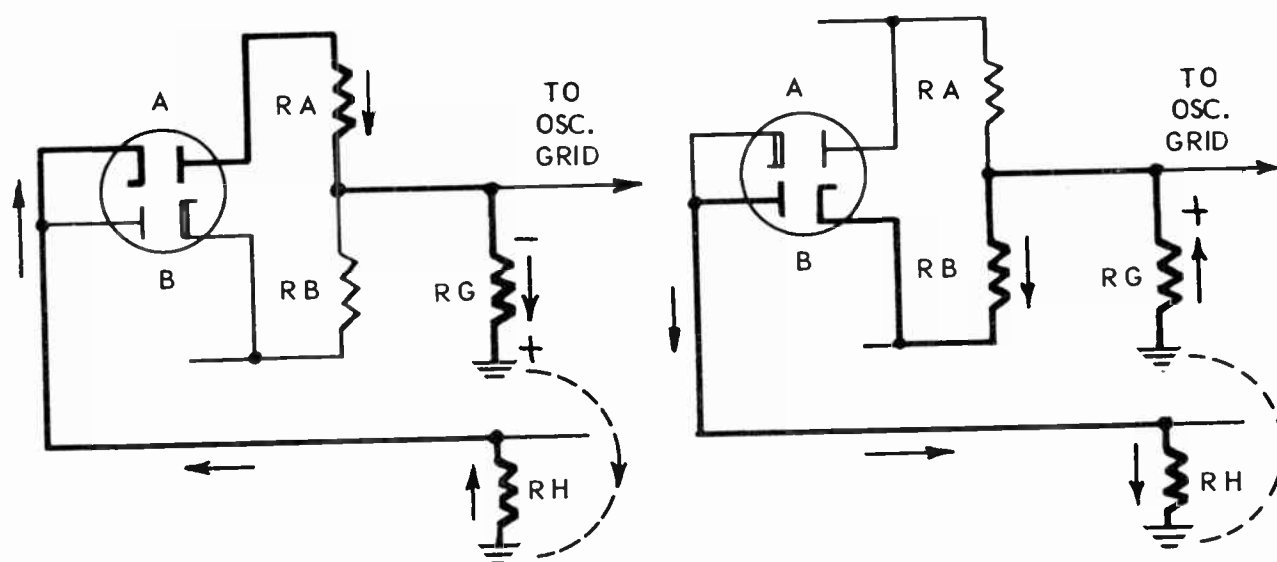 A
RA
TO
OSC.
GRID
B
RB
RG
−
+
RH
A
RA
TO
OSC.
GRID
B
RB
RG
+
RH